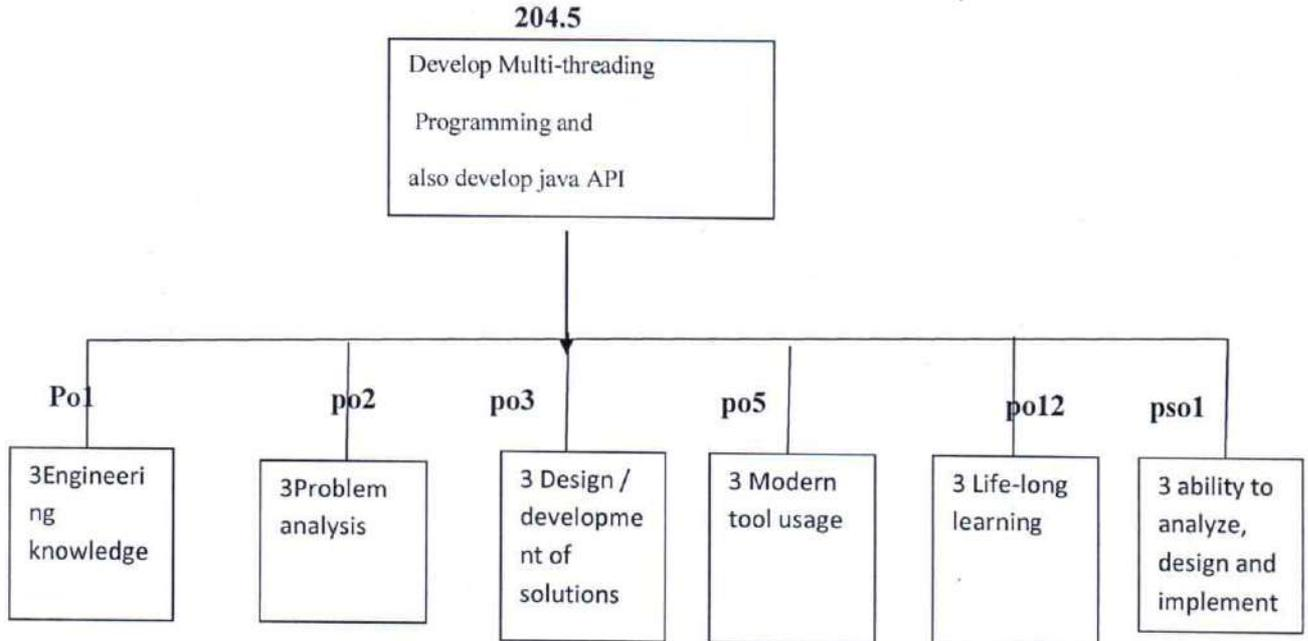 204.5
Develop Multi-threading
Programming and
also develop java API
Po1
po2
po3
po5
po12
pso1
3Engineeri
ng
knowledge
3Problem
analysis
3 Design /
developme
nt of
solutions
3 Modern
tool usage
3 Life-long
learning
3 ability to
analyze,
design and
implement